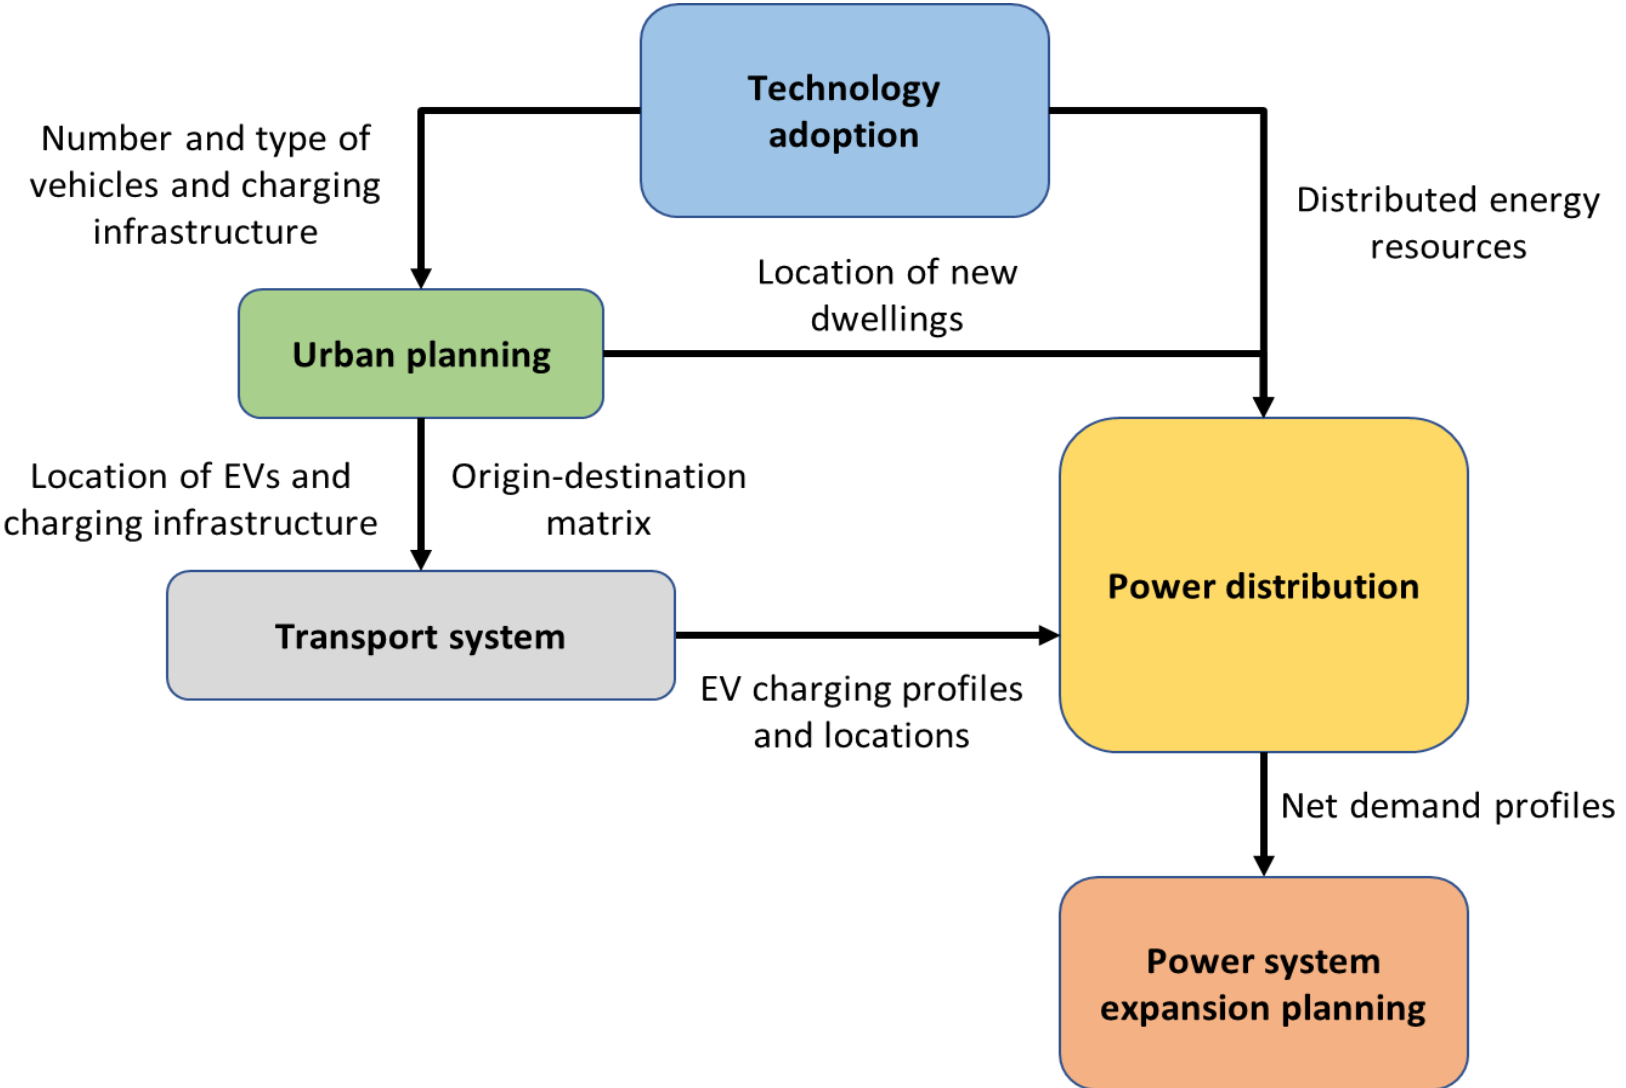 Technology
adoption
Number and type of
vehicles and charging
infrastructure
Distributed energy
resources
Location of new
dwellings
Urban planning
Location of EVs and
charging infrastructure
Origin-destination
matrix
Power distribution
Transport system
EV charging profiles
and locations
Net demand profiles
Power system
expansion planning